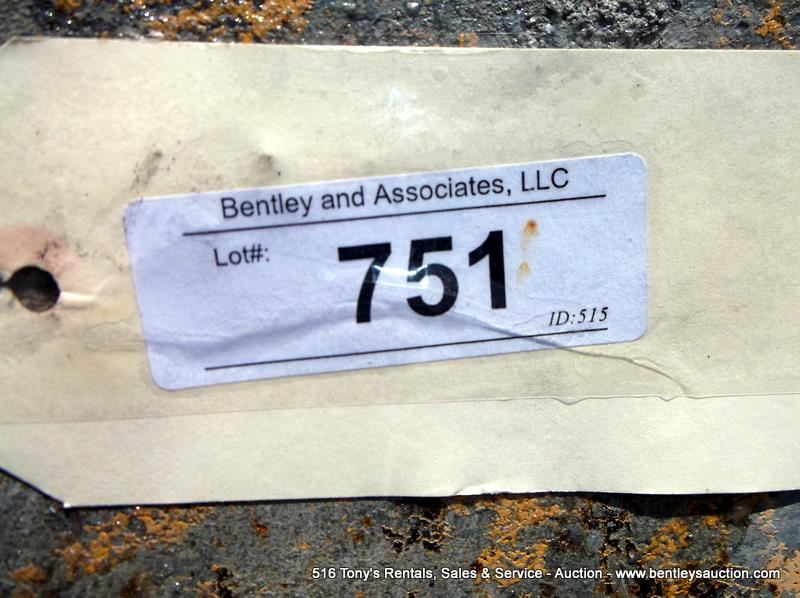 Bentley and Associates, LLC
Lot#:
751
ID:515
516 Tony's Rentals, Sales & Service - Auction - www.bentleysauction.com